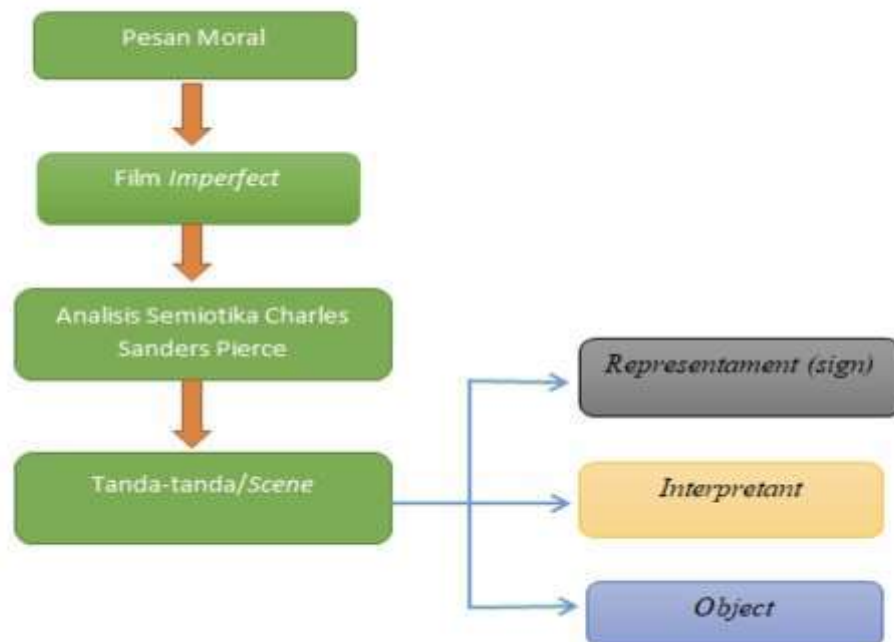 Pesan Moral
Film Imperfect
Analisis Semiotika Charles
Sanders Pierce
Tanda-tanda/Scene
Representament (sign)
Interpretant
Object